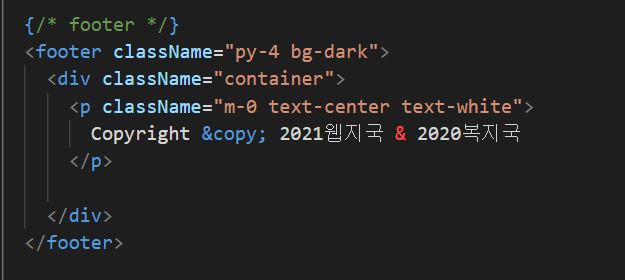 {/* footer */}
<footer className="py-4 bg-dark">
<div className="container">
<p className="m-0 text-center text-white">
Copyright &copy; 2021웹지국 & 2020복지국
</p>
</div>
</footer>